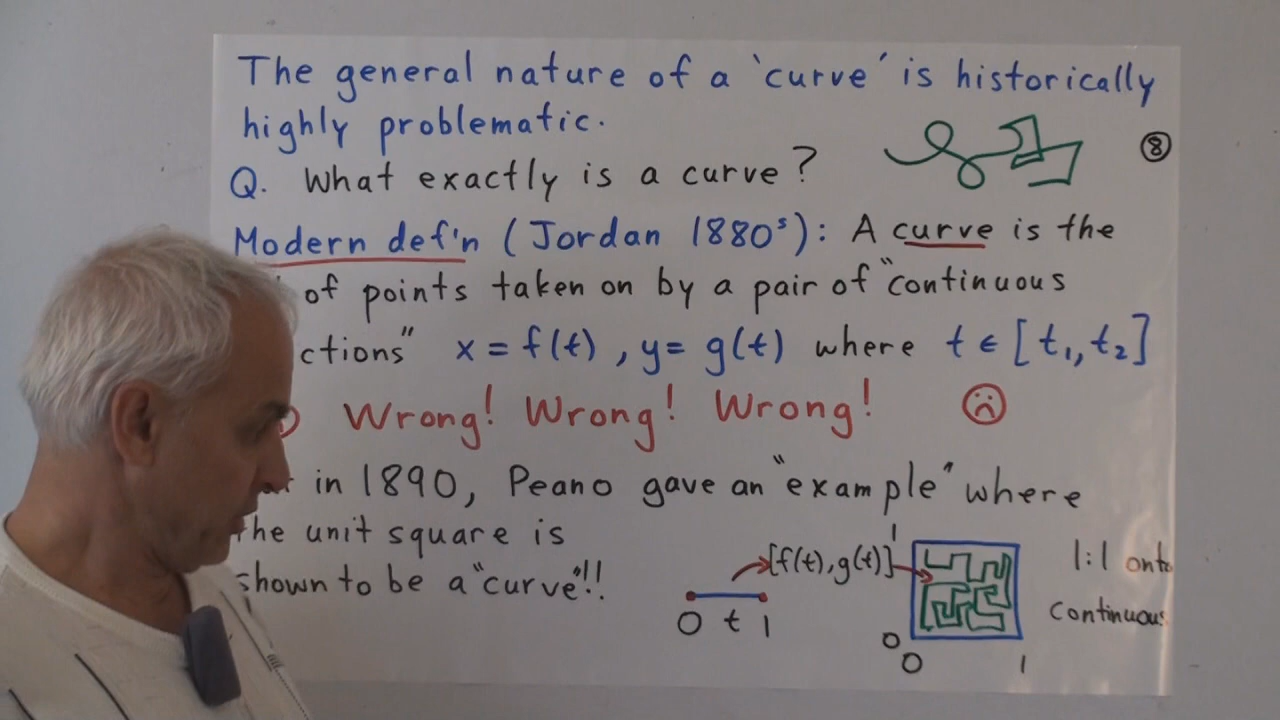 The general nature of a 'curve' is historically
highly problematic.
⑧
Q. What exactly is a curve?
Modern def'n (Jordan 1880s): A curve is the
of points taken on by a pair of "continuous
ctions" x = f(t), y = g(t) where t ∈ [t₁, t₂]
Wrong! Wrong! Wrong!
in 1890, Peano gave an "example" where
the unit square is
shown to be a "curve"!!
1
[f(t), g(t)]
1:1 onto
continuous
0 t 1
0
0 1